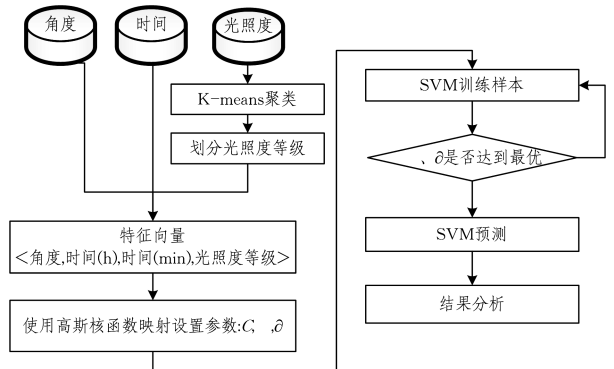 角度
时间
光照度
K-means聚类
划分光照度等级
特征向量
<角度,时间(h),时间(min),光照度等级>
使用高斯核函数映射设置参数:C, ,∂
SVM训练样本
、∂是否达到最优
SVM预测
结果分析